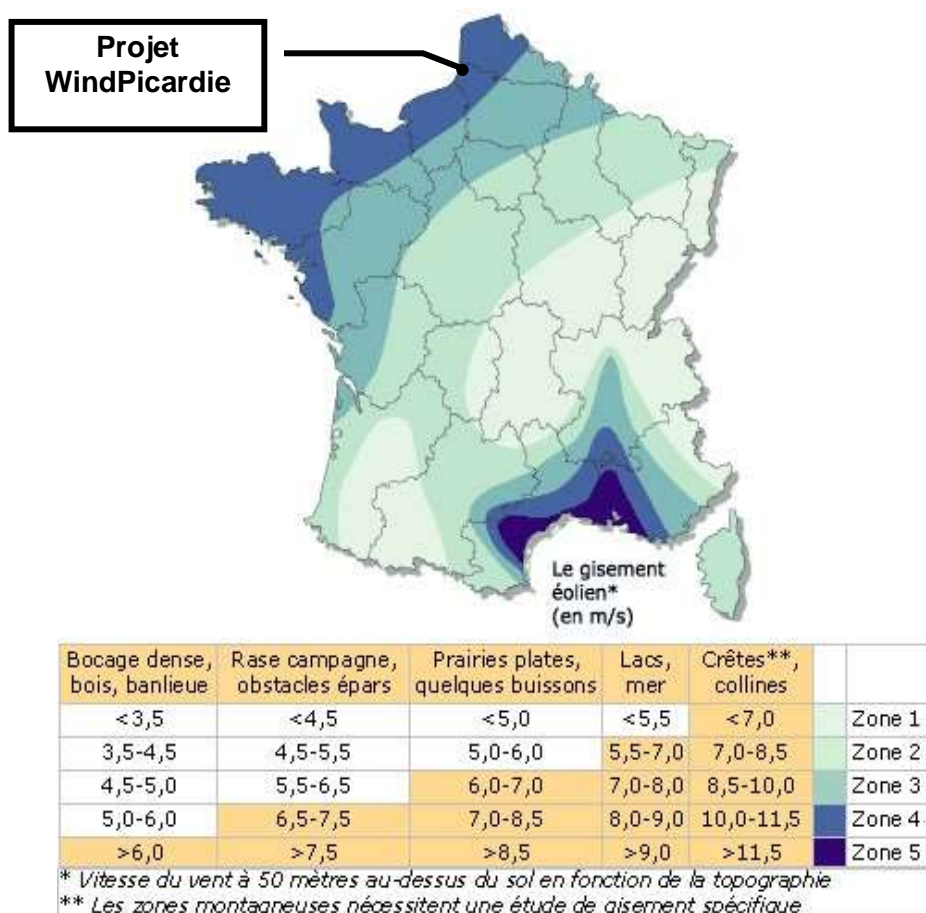 Projet
WindPicardie
Le gisement
éolien*
(en m/s)
Bocage dense, bois, banlieue Rase campagne, obstacles épars Prairies plates, quelques buissons Lacs, mer Crêtes**, collines
<3,5 <4,5 <5,0 <5,5 <7,0 Zone 1
3,5-4,5 4,5-5,5 5,0-6,0 5,5-7,0 7,0-8,5 Zone 2
4,5-5,0 5,5-6,5 6,0-7,0 7,0-8,0 8,5-10,0 Zone 3
5,0-6,0 6,5-7,5 7,0-8,5 8,0-9,0 10,0-11,5 Zone 4
>6,0 >7,5 >8,5 >9,0 >11,5 Zone 5
* Vitesse du vent à 50 mètres au-dessus du sol en fonction de la topographie
** Les zones montagneuses nécessitent une étude de gisement spécifique